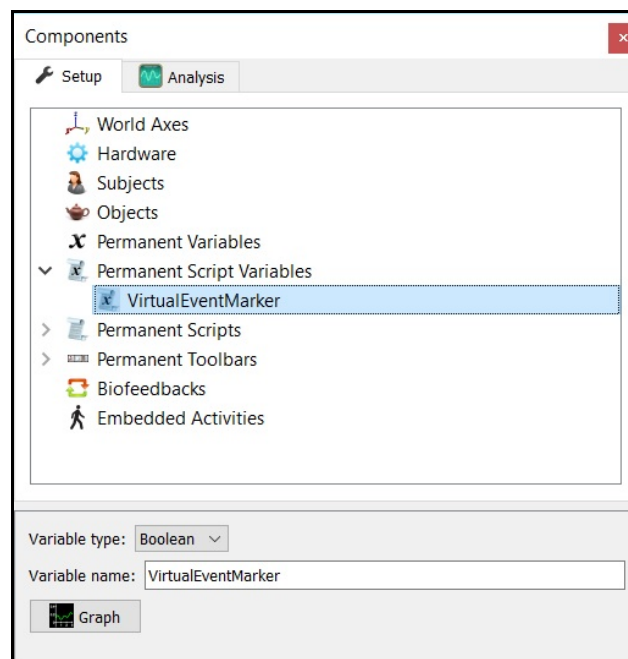 Components
Setup Analysis
World Axes
Hardware
Subjects
Objects
Permanent Variables
Permanent Script Variables
VirtualEventMarker
Permanent Scripts
Permanent Toolbars
Biofeedbacks
Embedded Activities
Variable type: Boolean
Variable name: VirtualEventMarker
Graph